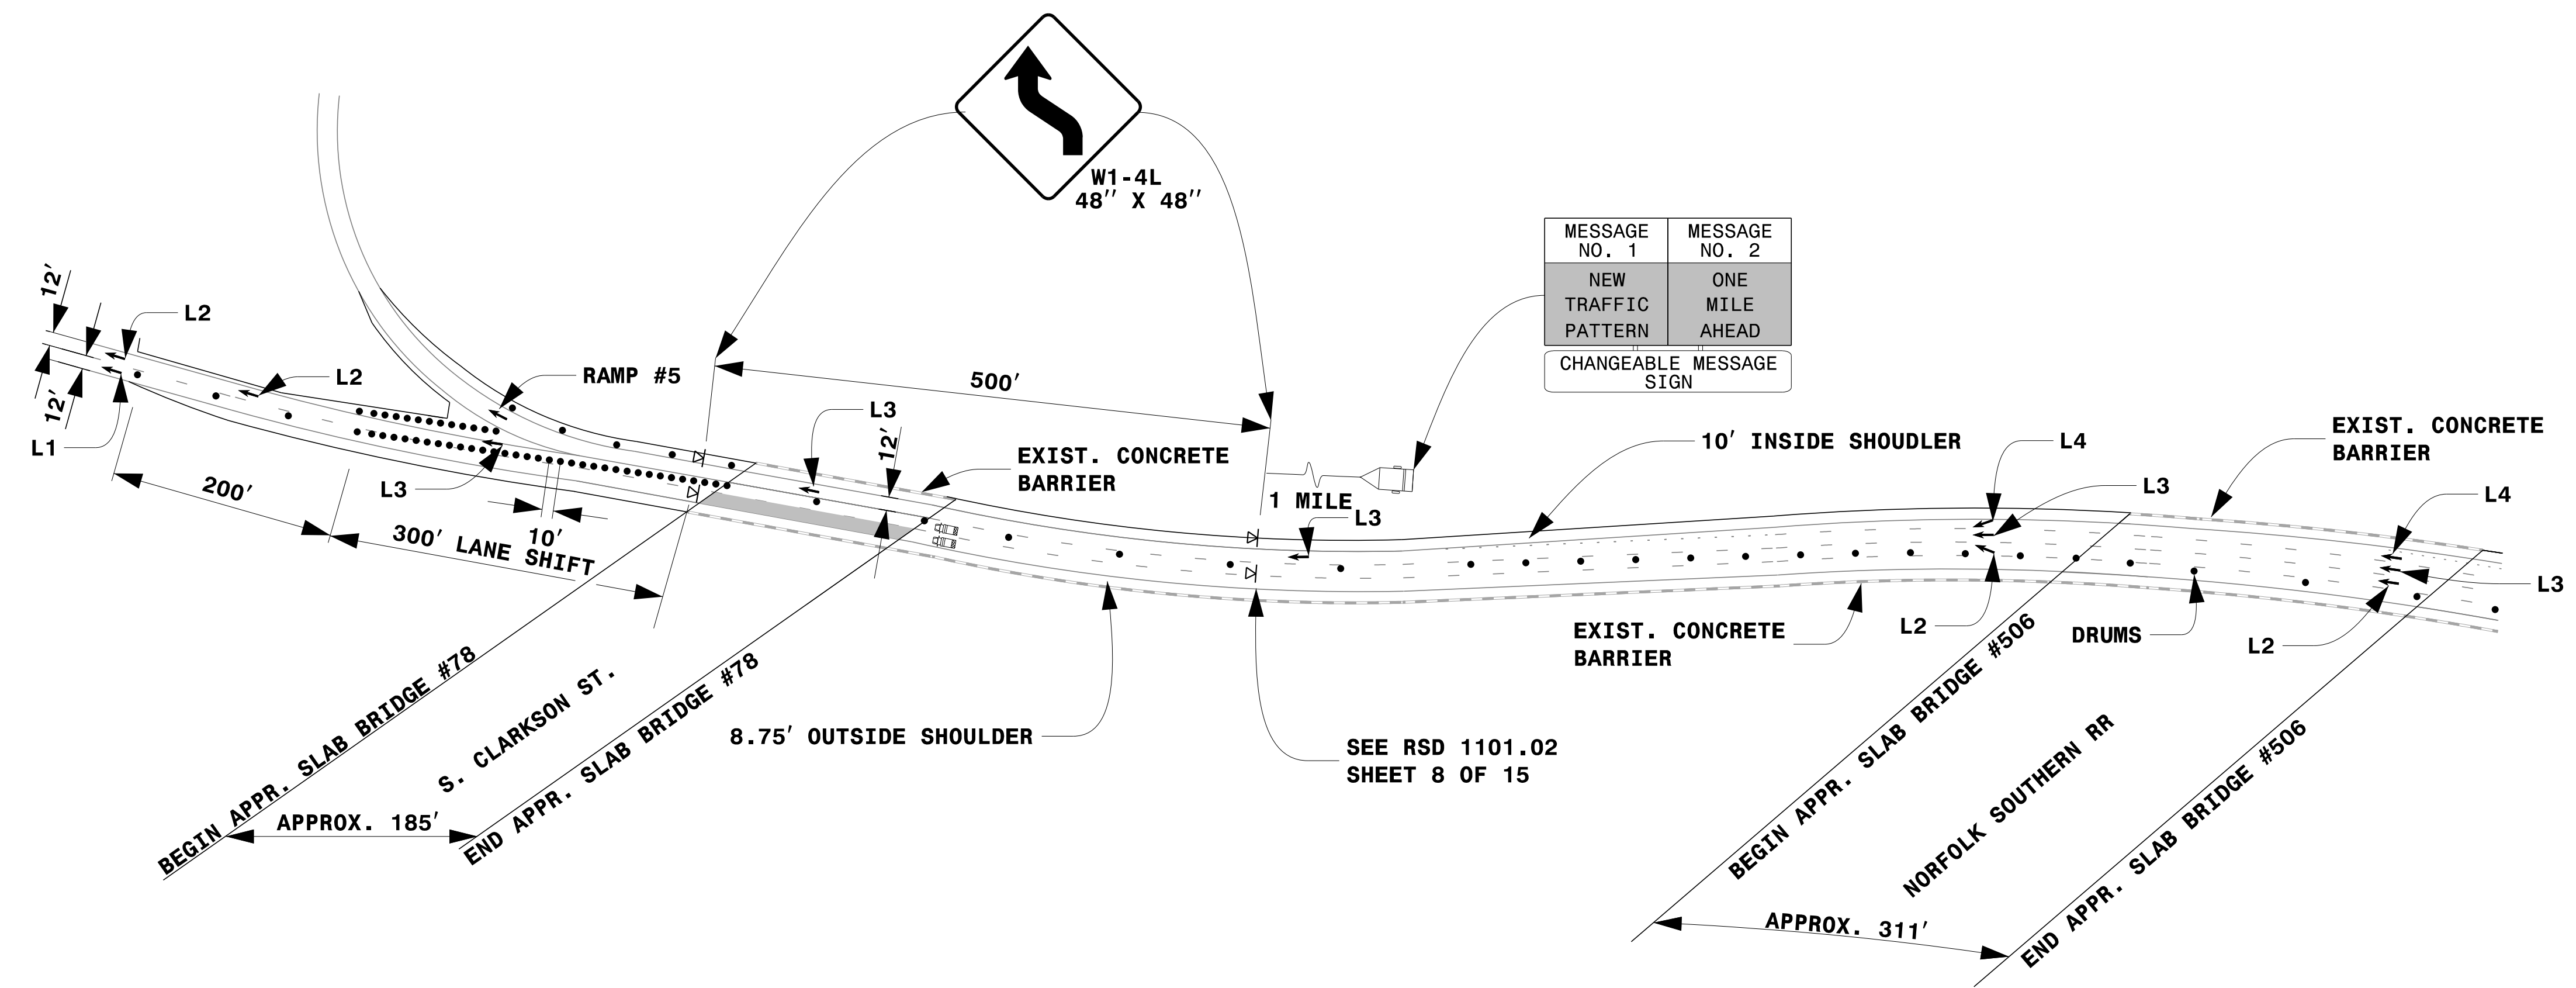 W1-4L
48'' X 48''
MESSAGE NO. 1
MESSAGE NO. 2
NEW
TRAFFIC
PATTERN
ONE
MILE
AHEAD
CHANGEABLE MESSAGE
SIGN
12'
12'
L2
L1
L2
RAMP #5
500'
L3
12'
EXIST. CONCRETE
BARRIER
1 MILE
L3
10' INSIDE SHOUDLER
L4
L3
EXIST. CONCRETE
BARRIER
L4
L3
200'
L3
10'
300' LANE SHIFT
EXIST. CONCRETE
BARRIER
L2
DRUMS
L2
8.75' OUTSIDE SHOULDER
SEE RSD 1101.02
SHEET 8 OF 15
BEGIN APPR. SLAB BRIDGE #78
S. CLARKSON ST.
END APPR. SLAB BRIDGE #78
APPROX. 185'
BEGIN APPR. SLAB BRIDGE #506
NORFOLK SOUTHERN RR
END APPR. SLAB BRIDGE #506
APPROX. 311'